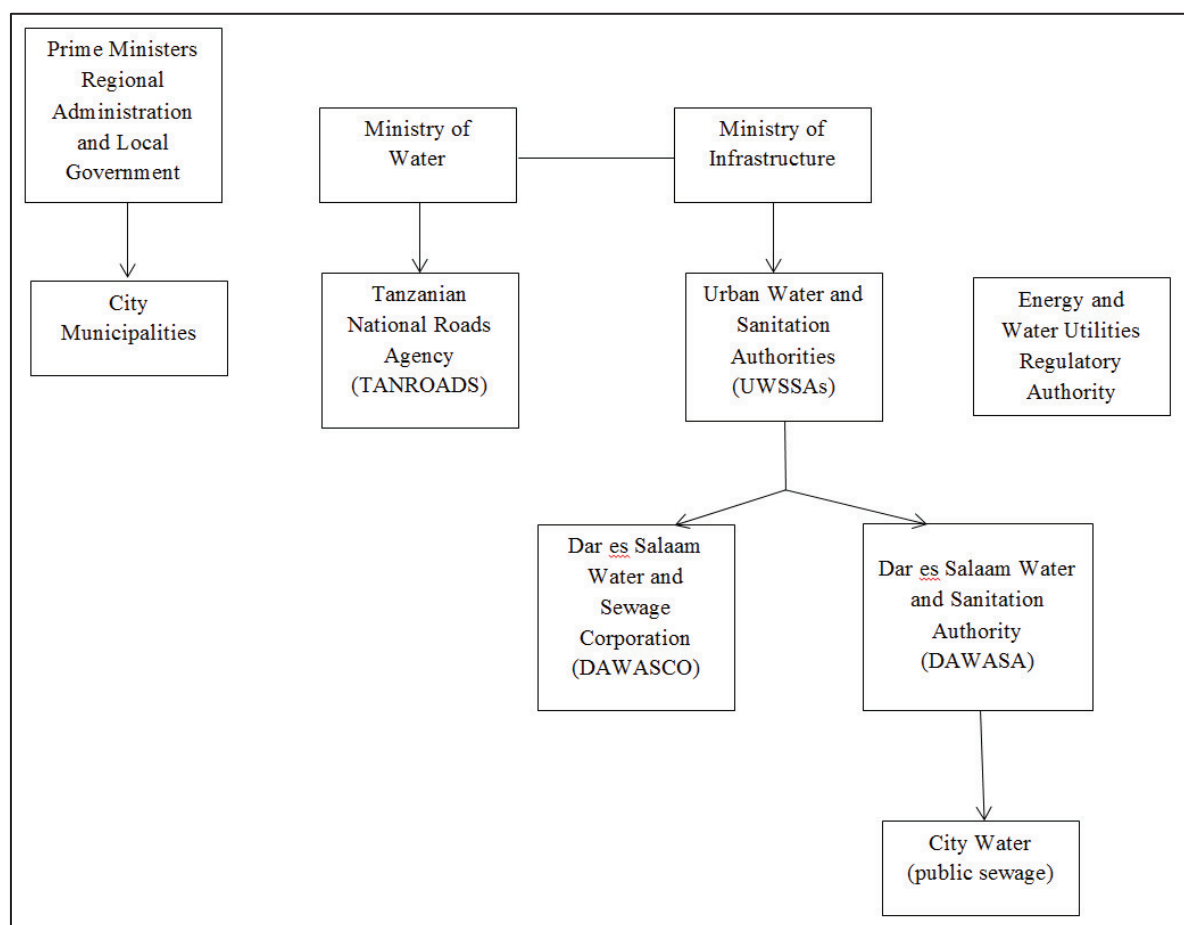 Prime Ministers
Regional
Administration
and Local
Government
Ministry of
Water
Ministry of
Infrastructure
City
Municipalities
Tanzanian
National Roads
Agency
(TANROADS)
Urban Water and
Sanitation
Authorities
(UWSSAs)
Energy and
Water Utilities
Regulatory
Authority
Dar es Salaam
Water and
Sewage
Corporation
(DAWASCO)
Dar es Salaam Water
and Sanitation
Authority
(DAWASA)
City Water
(public sewage)